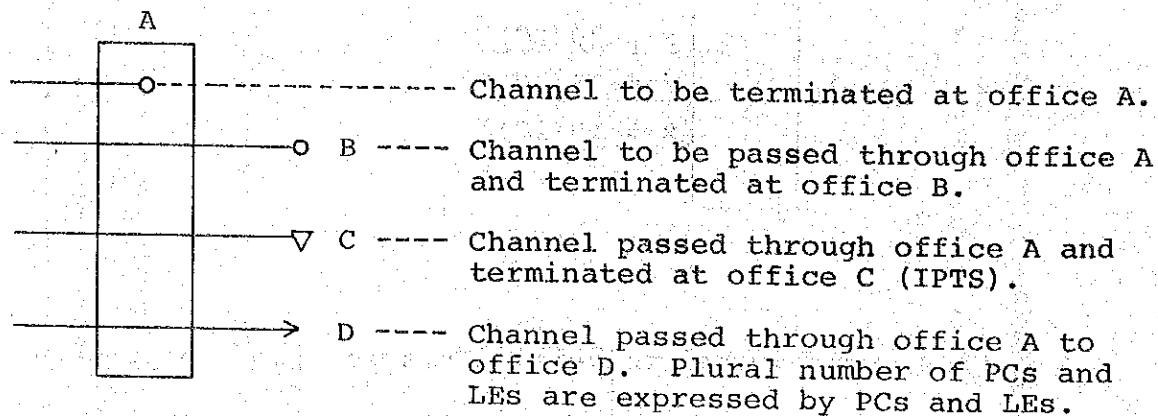 A
Channel to be terminated at office A.
B ---- Channel to be passed through office A
and terminated at office B.
C ---- Channel passed through office A and
terminated at office C (IPTS).
D ---- Channel passed through office A to
office D. Plural number of PCs and
LEs are expressed by PCs and LEs.